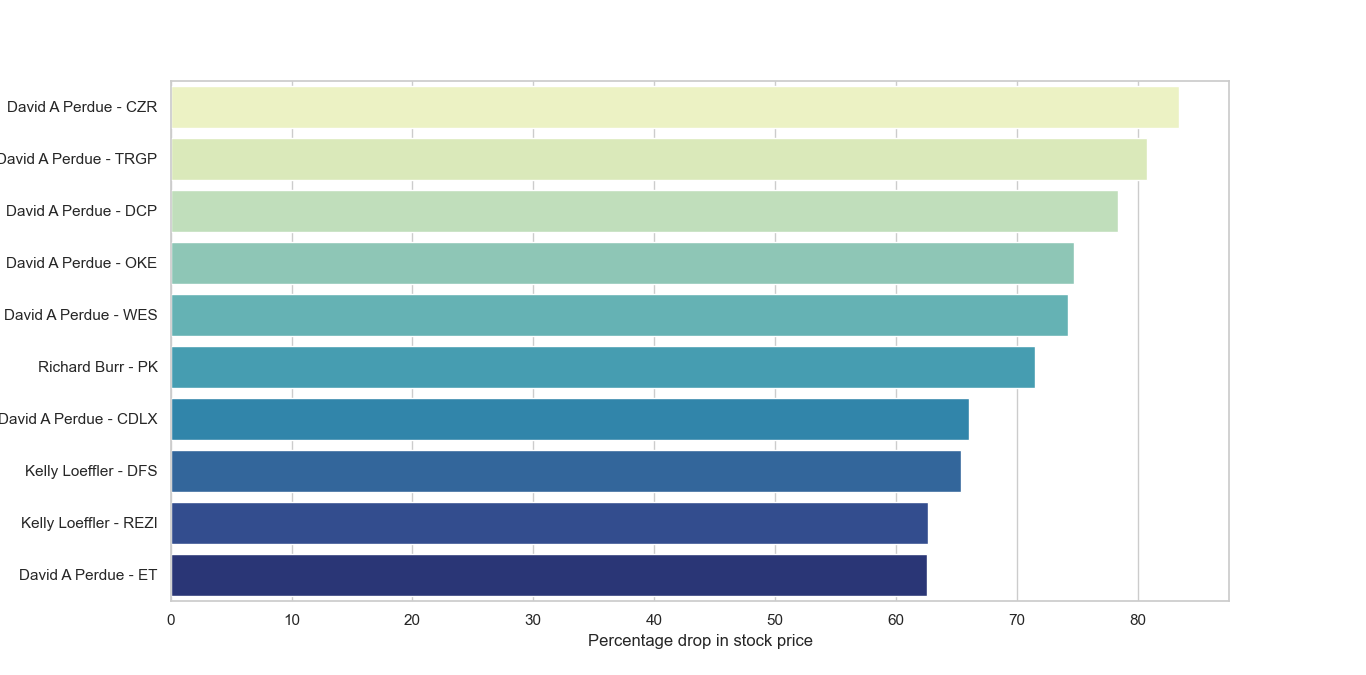 David A Perdue - CZR
David A Perdue - TRGP
David A Perdue - DCP
David A Perdue - OKE
David A Perdue - WES
Richard Burr - PK
David A Perdue - CDLX
Kelly Loeffler - DFS
Kelly Loeffler - REZI
David A Perdue - ET
0 10 20 30 40 50 60 70 80
Percentage drop in stock price